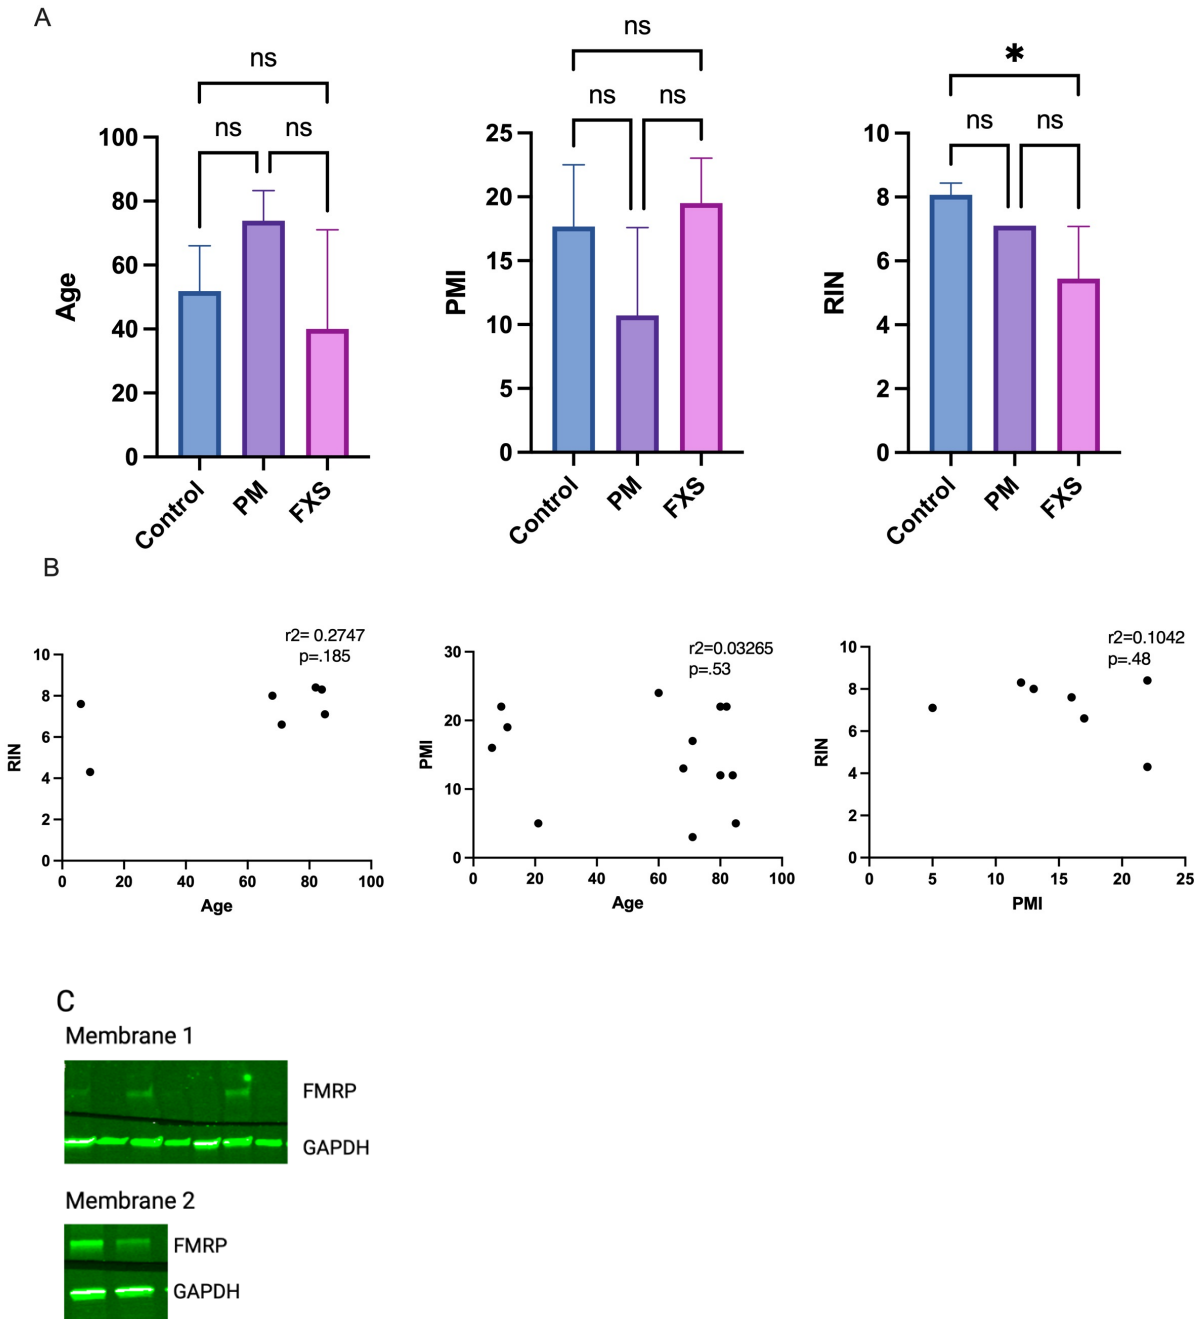 A
ns
ns ns
Age
100
80
60
40
20
0
Control PM FXS
ns
ns ns
PMI
25
20
15
10
5
0
Control PM FXS
*
ns ns
RIN
10
8
6
4
2
0
Control PM FXS
B
r2= 0.2747
p=.185
RIN
10
8
6
4
2
0
0 20 40 60 80 100
Age
r2=0.03265
p=.53
PMI
30
20
10
0
0 20 40 60 80 100
Age
r2=0.1042
p=.48
RIN
10
8
6
4
2
0
0 5 10 15 20 25
PMI
C
Membrane 1
FMRP
GAPDH
Membrane 2
FMRP
GAPDH